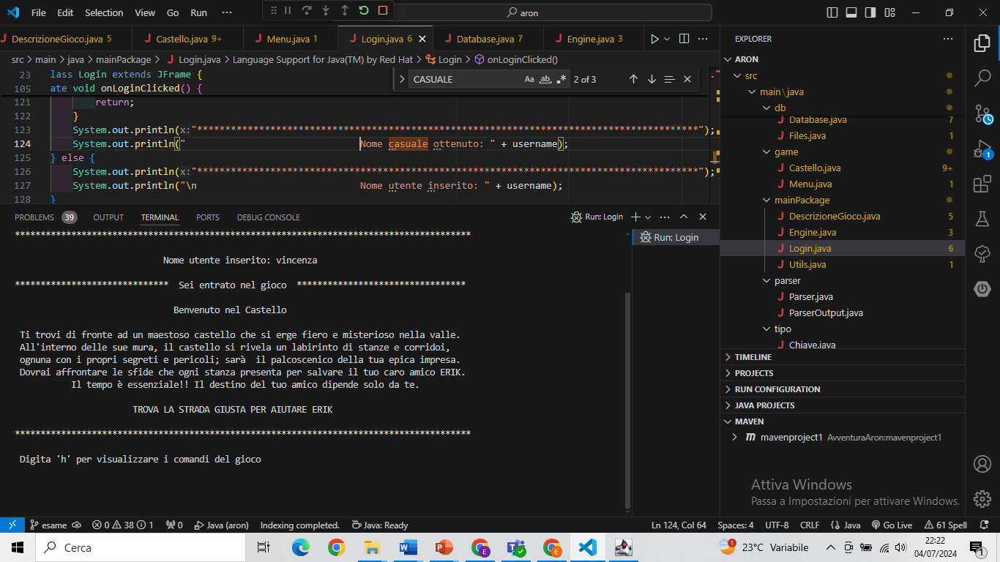 File Edit Selection View Go Run ··· aron
DescrizioneGioco.java 5 Castello.java 9+ Menu.java 1 Login.java 6 Database.java 7 Engine.java 3 ···
src > main > java > mainPackage > Login.java > Language Support for Java(TM) by Red Hat > Login > onLoginClicked()
CASUALE Aa ab 2 of 3
23 lass Login extends JFrame {
105 ate void onLoginClicked() {
121 return;
122 }
123 System.out.println(x:"*****************************************************************************************");
124 System.out.println("                               Nome casuale ottenuto: " + username);
125 } else {
126 System.out.println(x:"*****************************************************************************************");
127 System.out.println("\n                             Nome utente inserito: " + username);
128 }
PROBLEMS 39 OUTPUT TERMINAL PORTS DEBUG CONSOLE Run: Login
Run: Login
*****************************************************************************************
Nome utente inserito: vincenza
****************************** Sei entrato nel gioco *********************************
Benvenuto nel Castello
Ti trovi di fronte ad un maestoso castello che si erge fiero e misterioso nella valle.
All'interno delle sue mura, il castello si rivela un labirinto di stanze e corridoi,
ognuna con i propri segreti e pericoli; sarà  il palcoscenico della tua epica impresa.
Dovrai affrontare le sfide che ogni stanza presenta per salvare il tuo caro amico ERIK.
Il tempo è essenziale!! Il destino del tuo amico dipende solo da te.
TROVA LA STRADA GIUSTA PER AIUTARE ERIK
*****************************************************************************************
Digita 'h' per visualizzare i comandi del gioco
EXPLORER ···
ARON
src
main\java
db
Database.java 7
Files.java 1
game
Castello.java 9+
Menu.java 1
mainPackage
DescrizioneGioco.java 5
Engine.java 3
Login.java 6
Utils.java 1
parser
Parser.java
ParserOutput.java
tipo
Chiave.java
TIMELINE
PROJECTS
RUN CONFIGURATION
JAVA PROJECTS
MAVEN
mavenproject1 AvventuraAron:mavenproject1
1
Attiva Windows
Passa a Impostazioni per attivare Windows.
esame 0 38 1 0 Java (aron) Indexing completed. Java: Ready Ln 124, Col 64 Spaces: 4 UTF-8 CRLF Java Go Live 61 Spell
Cerca 23°C Variabile 22:22
04/07/2024